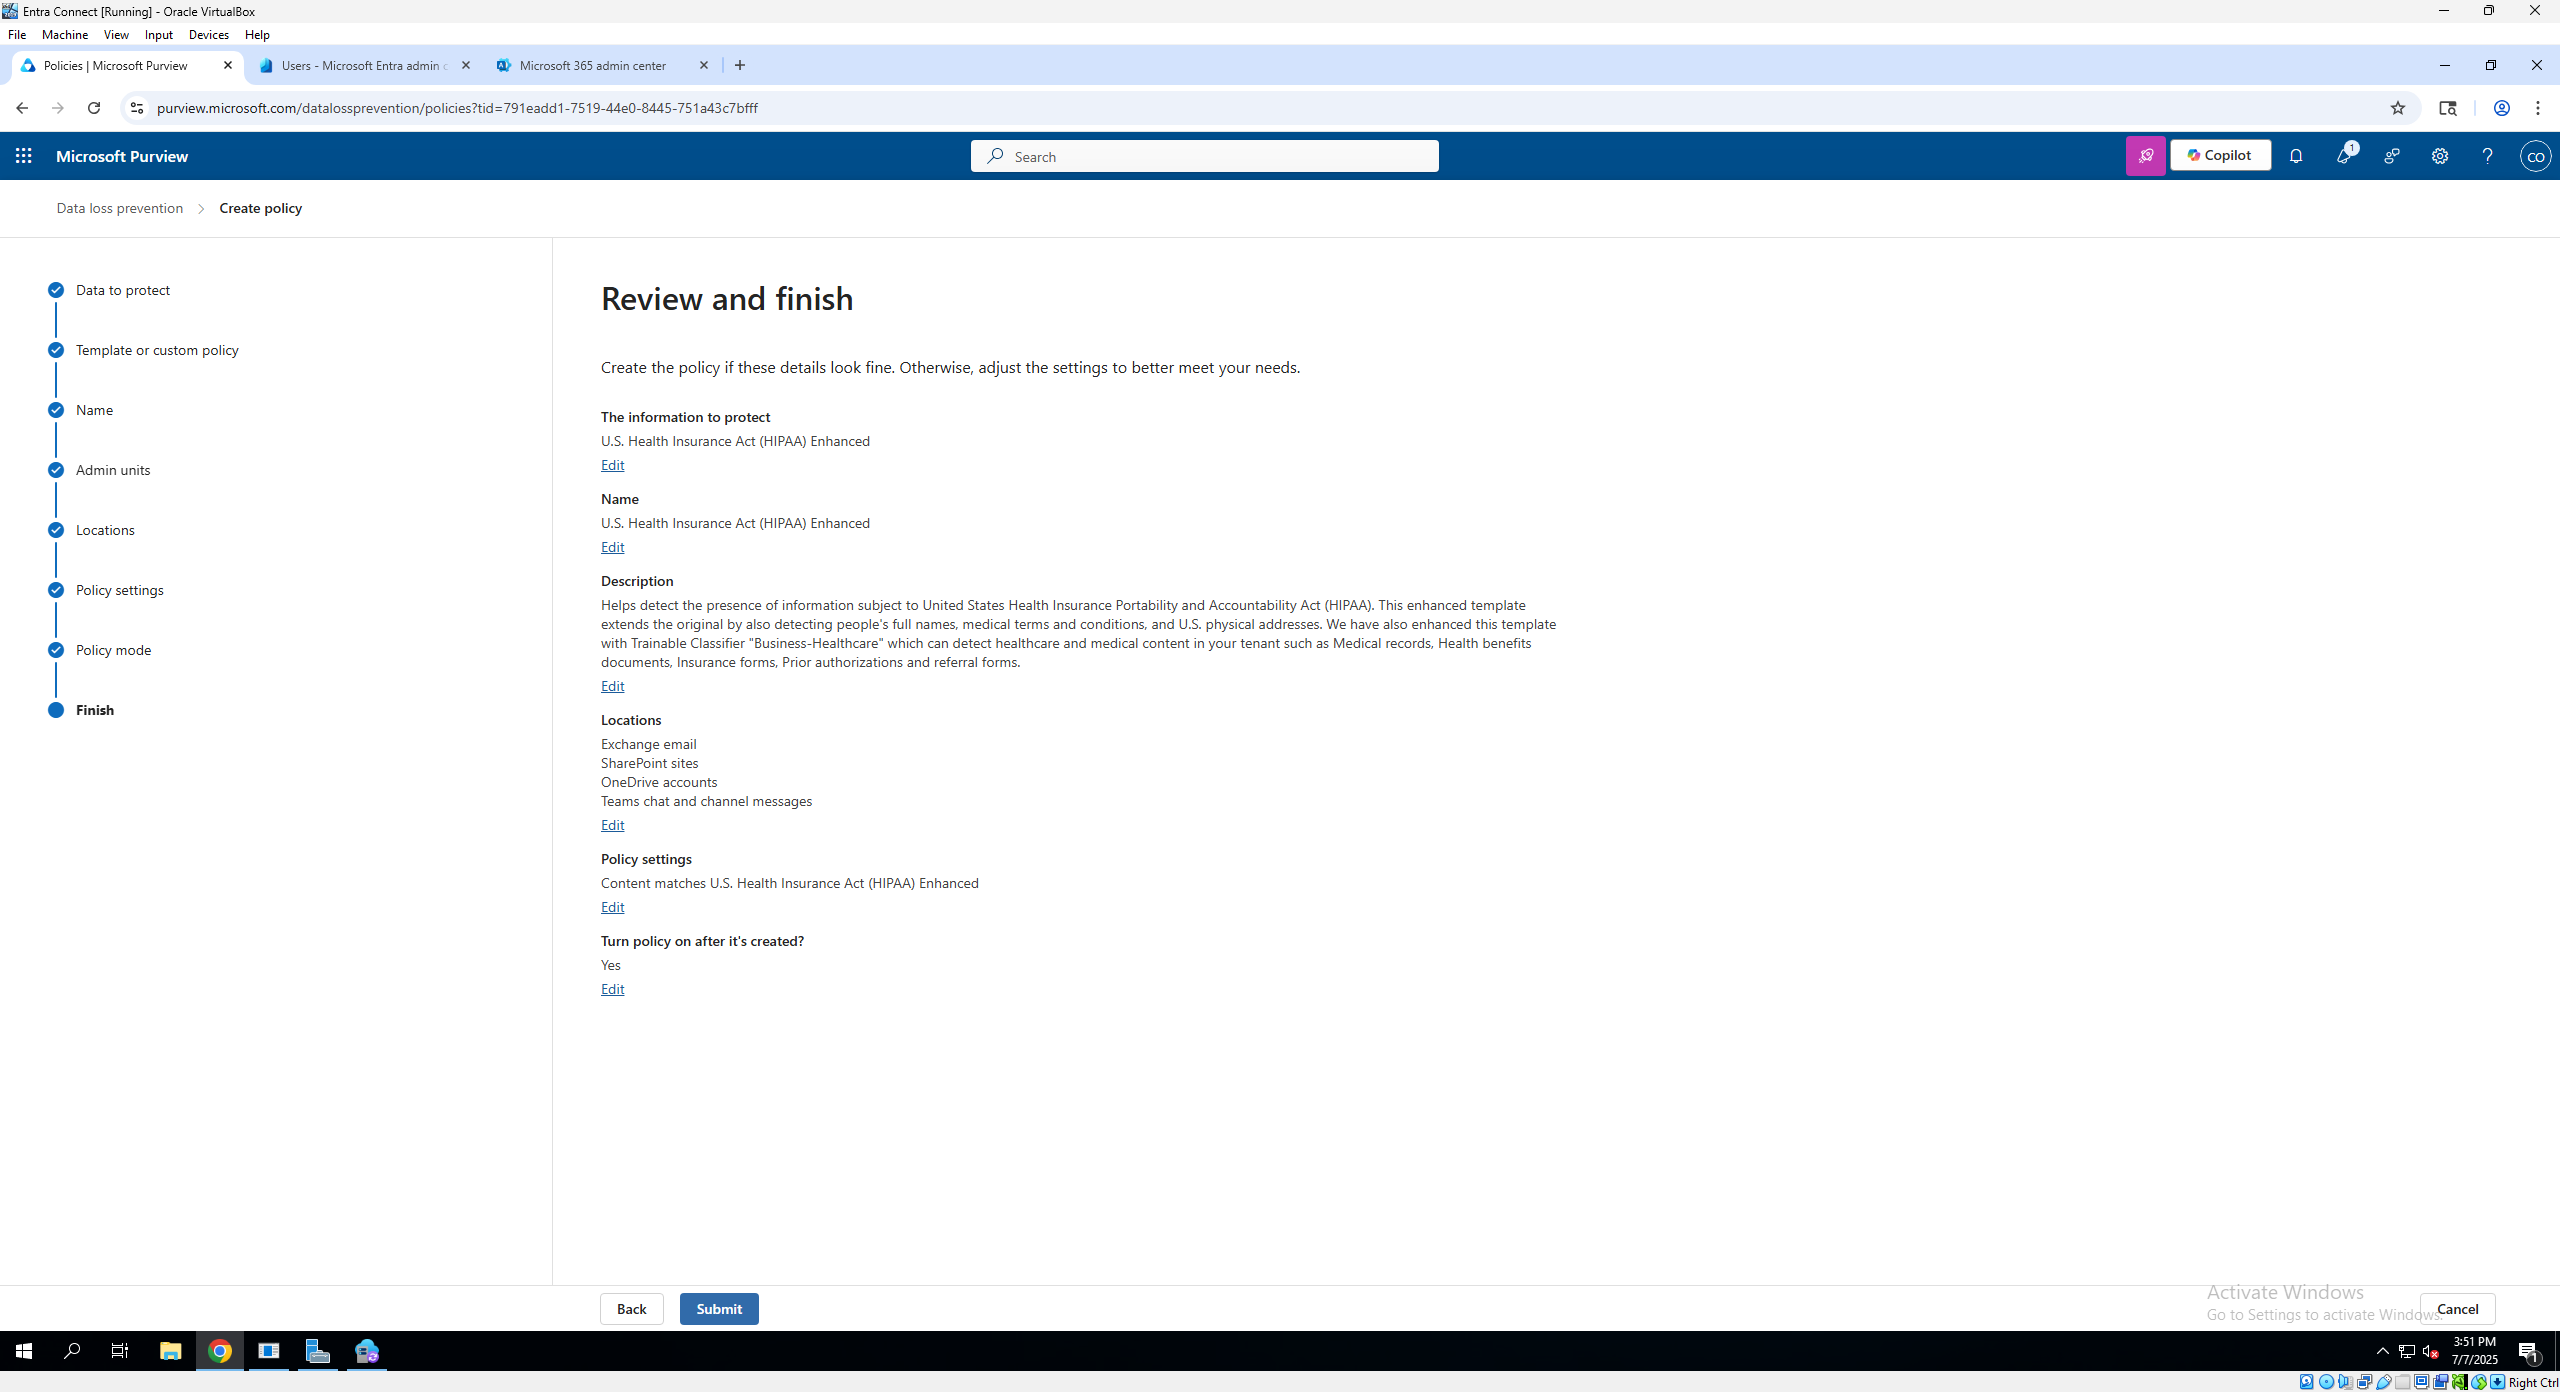 Entra Connect [Running] - Oracle VirtualBox
File Machine View Input Devices Help
Policies | Microsoft Purview
Users - Microsoft Entra admin c
Microsoft 365 admin center
purview.microsoft.com/datalossprevention/policies?tid=791eadd1-7519-44e0-8445-751a43c7bfff
Microsoft Purview
Search
Copilot
1
CO
Data loss prevention > Create policy
Data to protect
Template or custom policy
Name
Admin units
Locations
Policy settings
Policy mode
Finish
Review and finish
Create the policy if these details look fine. Otherwise, adjust the settings to better meet your needs.
The information to protect
U.S. Health Insurance Act (HIPAA) Enhanced
Edit
Name
U.S. Health Insurance Act (HIPAA) Enhanced
Edit
Description
Helps detect the presence of information subject to United States Health Insurance Portability and Accountability Act (HIPAA). This enhanced template
extends the original by also detecting people's full names, medical terms and conditions, and U.S. physical addresses. We have also enhanced this template
with Trainable Classifier "Business-Healthcare" which can detect healthcare and medical content in your tenant such as Medical records, Health benefits
documents, Insurance forms, Prior authorizations and referral forms.
Edit
Locations
Exchange email
SharePoint sites
OneDrive accounts
Teams chat and channel messages
Edit
Policy settings
Content matches U.S. Health Insurance Act (HIPAA) Enhanced
Edit
Turn policy on after it's created?
Yes
Edit
Back
Submit
Cancel
Activate Windows
Go to Settings to activate Windows.
3:51 PM
7/7/2025
1
Right Ctrl